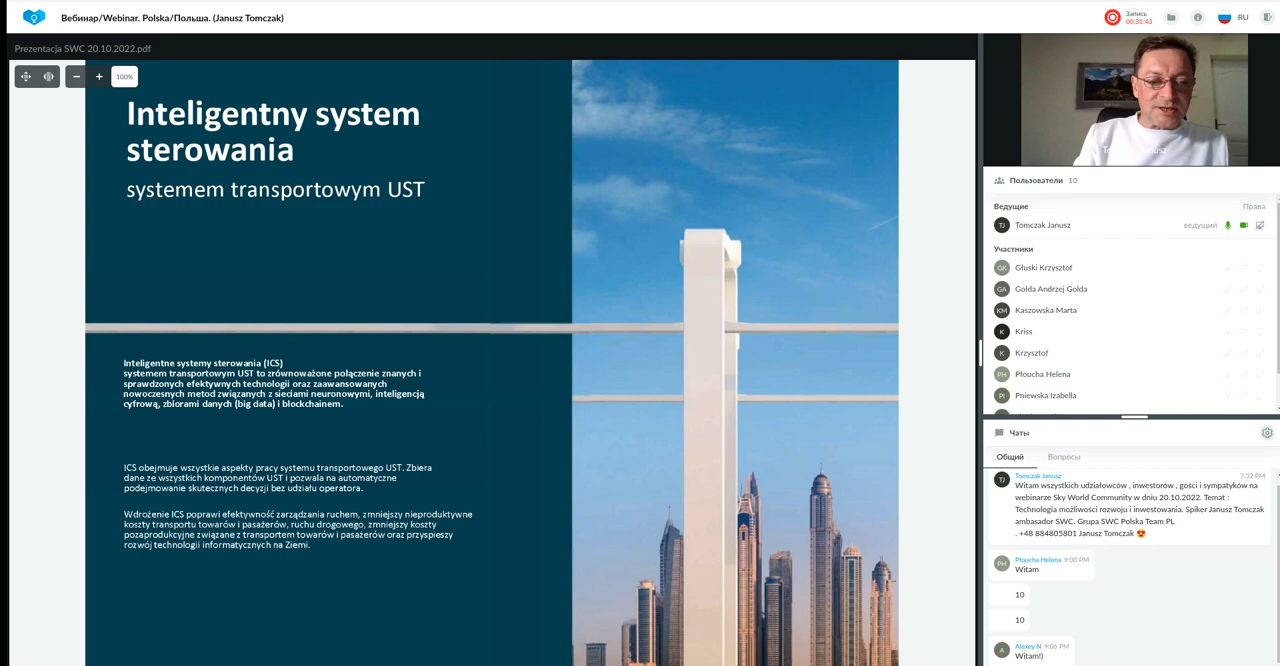 Вебинар/Webinar. Polska/Польша. (Janusz Tomczak)
Запись
00:31:43
RU
Prezentacja SWC 20.10.2022.pdf
100%
Inteligentny system
sterowania
systemem transportowym UST
Inteligentne systemy sterowania (ICS)
systemem transportowym UST to zrównoważone połączenie znanych i
sprawdzonych efektywnych technologii oraz zaawansowanych
nowoczesnych metod związanych z sieciami neuronowymi, inteligencją
cyfrową, zbiorami danych (big data) i blockchainem.
ICS obejmuje wszystkie aspekty pracy systemu transportowego UST. Zbiera
dane ze wszystkich komponentów UST i pozwala na automatyczne
podejmowanie skutecznych decyzji bez udziału operatora.
Wdrożenie ICS poprawi efektywność zarządzania ruchem, zmniejszy nieproduktywne
koszty transportu towarów i pasażerów, ruchu drogowego, zmniejszy koszty
pozaprodukcyjne związane z transportem towarów i pasażerów oraz przyspieszy
rozwój technologii informatycznych na Ziemi.
Пользователи 10
Ведущие Права
TJ Tomczak Janusz ведущий
Участники
GK Głuski Krzysztof
GA Golda Andrzej Golda
KM Kaszowska Marta
K Kriss
K Krzysztof
PH Płoucha Helena
PI Pniewska Izabella
Чаты
Общий Вопросы
TJ Tomczak Janusz 7:32 PM
Witam wszystkich udziałowców , inwestorów , gości i sympatyków na
webinarze Sky World Community w dniu 20.10.2022. Temat :
Technologia możliwości rozwoju i inwestowania. Spiker Janusz Tomczak
ambasador SWC. Grupa SWC Polska Team PL
. +48 884805801 Janusz Tomczak 😍
PH Płoucha Helena 9:00 PM
Witam
10
10
A Alexey N 9:06 PM
Witam!)